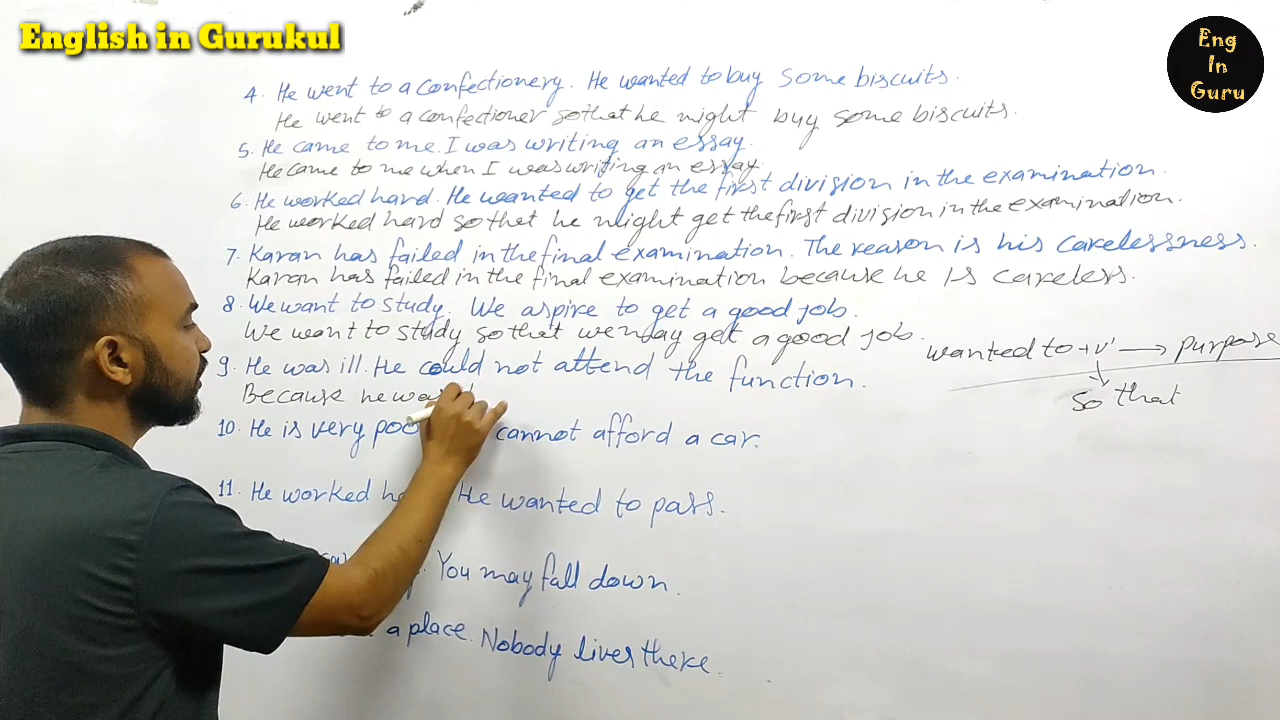 English in Gurukul
Eng
In
Guru
4. He went to a confectionery. He wanted to buy some biscuits.
He went to a confectioner so that he might buy some biscuits.
5. He came to me. I was writing an essay.
He came to me when I was writing an essay.
6. He worked hard. He wanted to get the first division in the examination.
He worked hard so that he might get the first division in the examination.
7. Karan has failed in the final examination. The reason is his carelessness.
Karan has failed in the final examination because he is careless.
8. We want to study. We aspire to get a good job.
We want to study so that we may get a good job.
wanted to + v' → purpose
so that
9. He was ill. He could not attend the function.
Because he was
10. He is very poo cannot afford a car.
11. He worked He wanted to pass.
You may fall down.
a place. Nobody lives there.